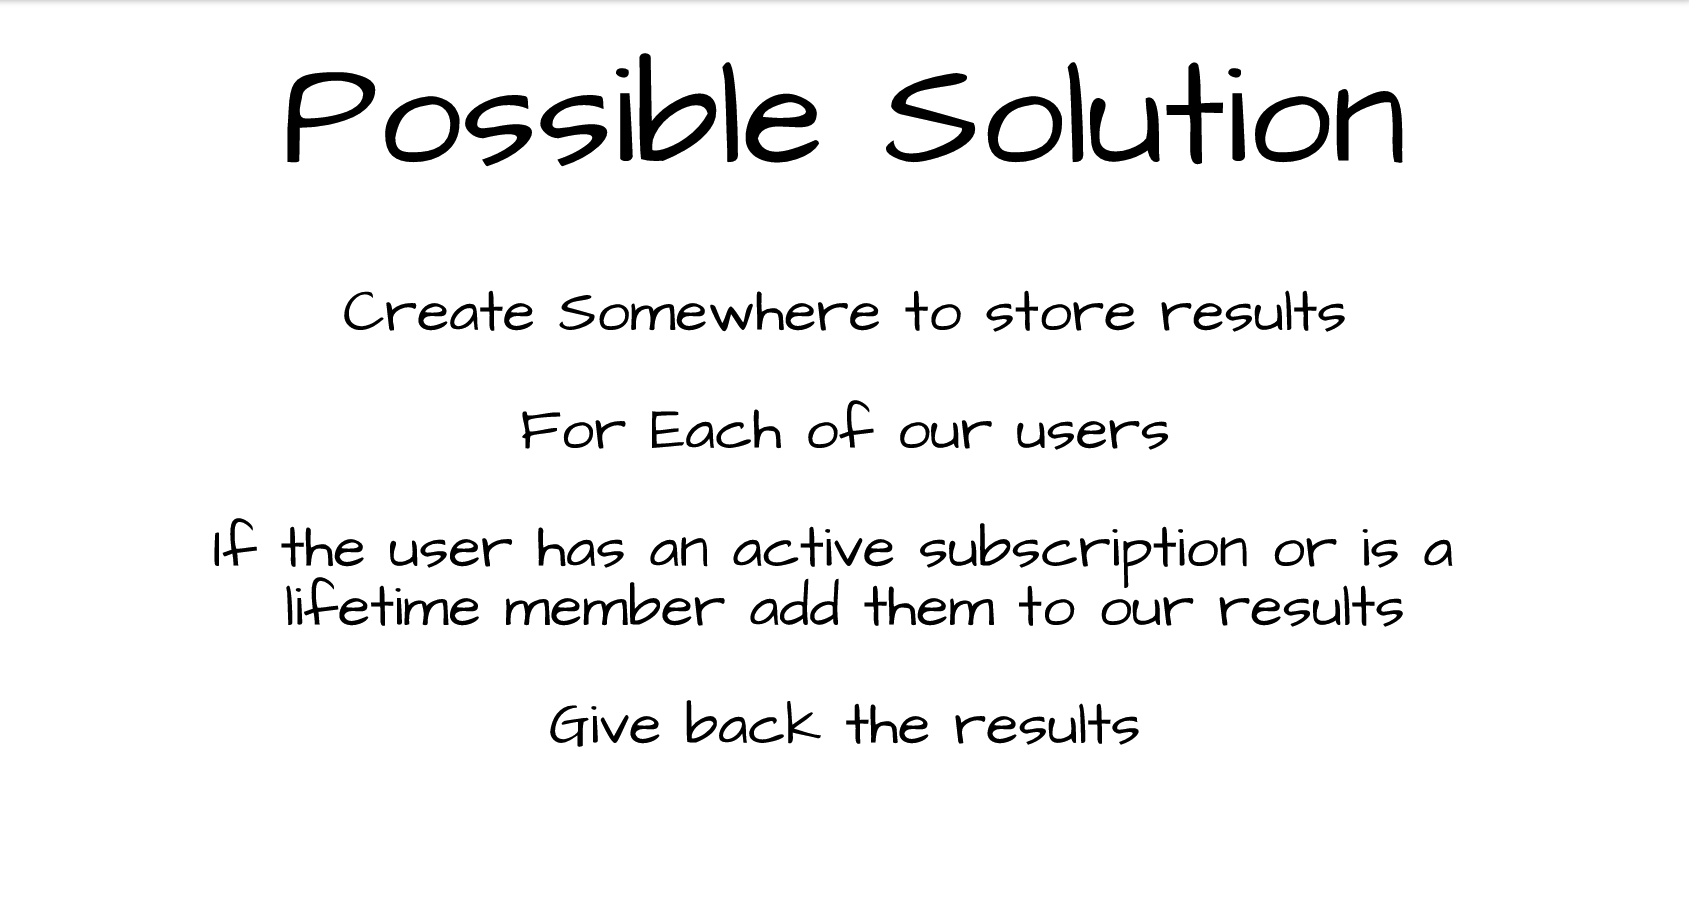 Possible Solution
Create Somewhere to store results
For Each of our users
If the user has an active subscription or is a
lifetime member add them to our results
Give back the results